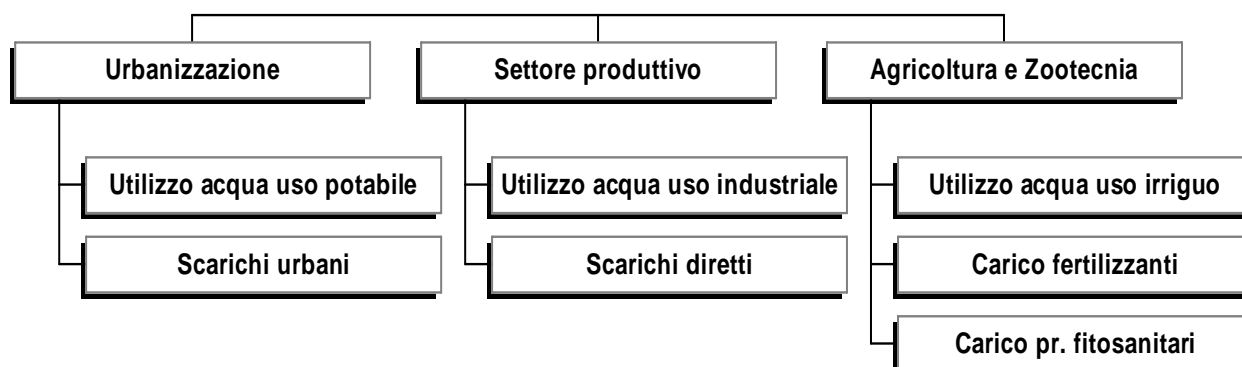 Urbanizzazione
Settore produttivo
Agricoltura e Zootecnia
Utilizzo acqua uso potabile
Utilizzo acqua uso industriale
Utilizzo acqua uso irriguo
Scarichi urbani
Scarichi diretti
Carico fertilizzanti
Carico pr. fitosanitari